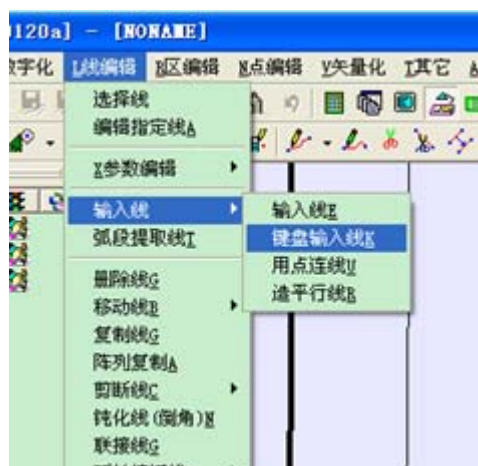 0120a] - [NONAME]
字化 L线编辑 R区编辑 N点编辑 V矢量化 I其它
选择线
编辑指定线A
X参数编辑
输入线
弧段提取线I
删除线G
移动线B
复制线G
阵列复制A
剪断线C
钝化线(倒角)N
联接线G
输入线E
键盘输入线K
用点连线U
造平行线B